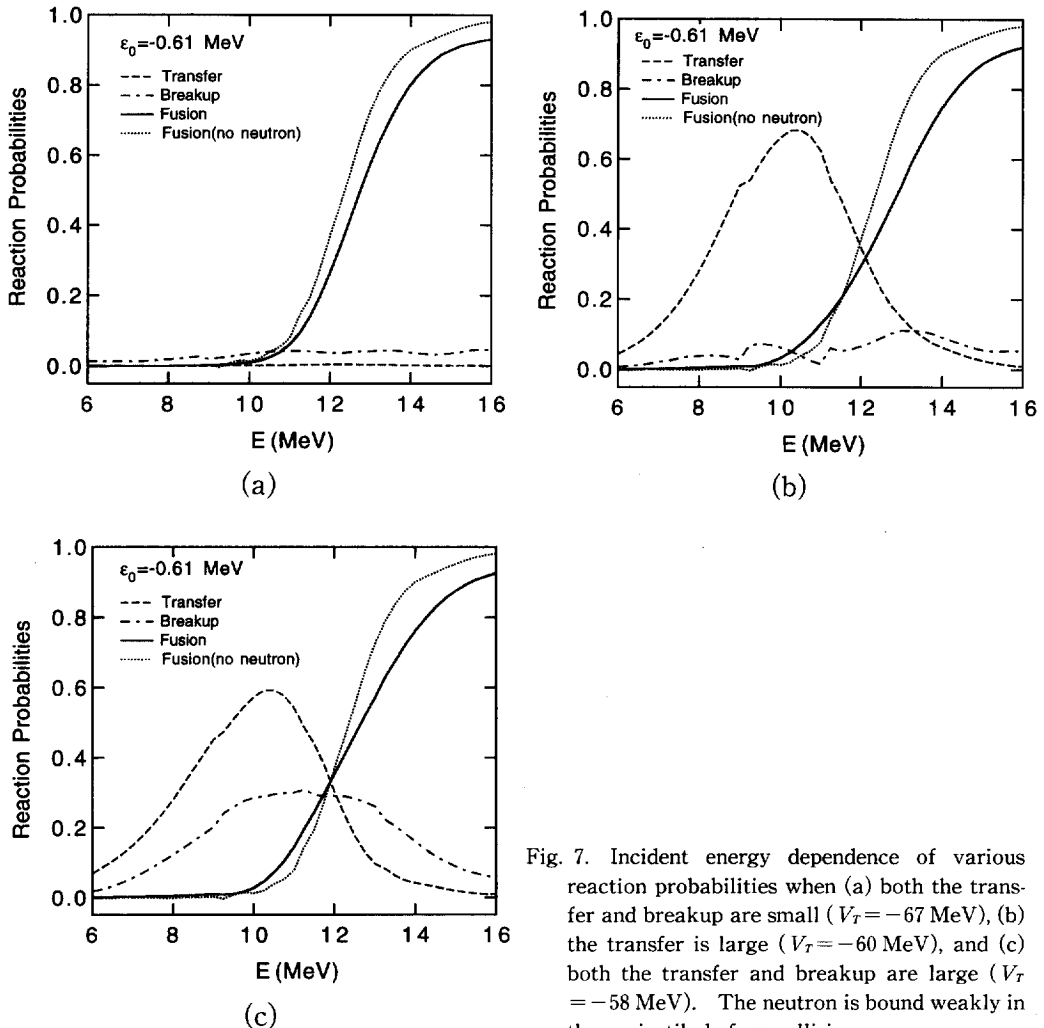 1.0
0.8
0.6
0.4
0.2
0.0
Reaction Probabilities
ε₀=-0.61 MeV
Transfer
Breakup
Fusion
Fusion(no neutron)
6 8 10 12 14 16
E (MeV)
(a)
1.0
0.8
0.6
0.4
0.2
0.0
Reaction Probabilities
ε₀=-0.61 MeV
Transfer
Breakup
Fusion
Fusion(no neutron)
6 8 10 12 14 16
E (MeV)
(b)
1.0
0.8
0.6
0.4
0.2
0.0
Reaction Probabilities
ε₀=-0.61 MeV
Transfer
Breakup
Fusion
Fusion(no neutron)
6 8 10 12 14 16
E (MeV)
(c)
Fig. 7. Incident energy dependence of various
reaction probabilities when (a) both the trans-
fer and breakup are small ( V_T=−67 MeV), (b)
the transfer is large ( V_T=−60 MeV), and (c)
both the transfer and breakup are large ( V_T
=−58 MeV). The neutron is bound weakly in